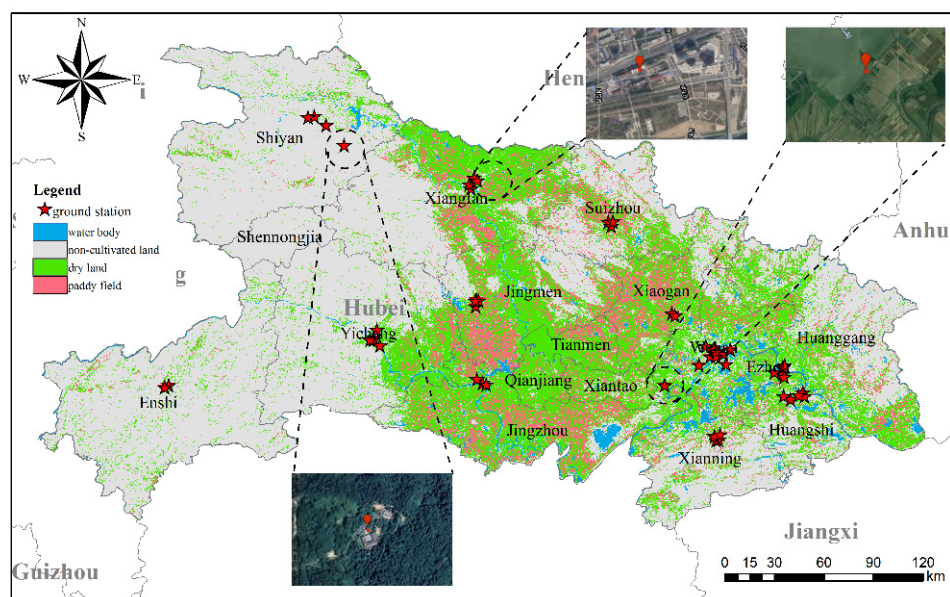 N
W
E
S
i
Hen
Anhu
g
Hubei
Guizhou
Jiangxi
Legend
ground station
water body
non-cultivated land
dry land
paddy field
Shiyan
Shennongjia
Suizhou
Jingmen
Xiaogan
Yichang
Tianmen
Huanggang
Enshi
Qianjiang
Xiantao
Jingzhou
Huangshi
Xianning
0 15 30 60 90 120
km